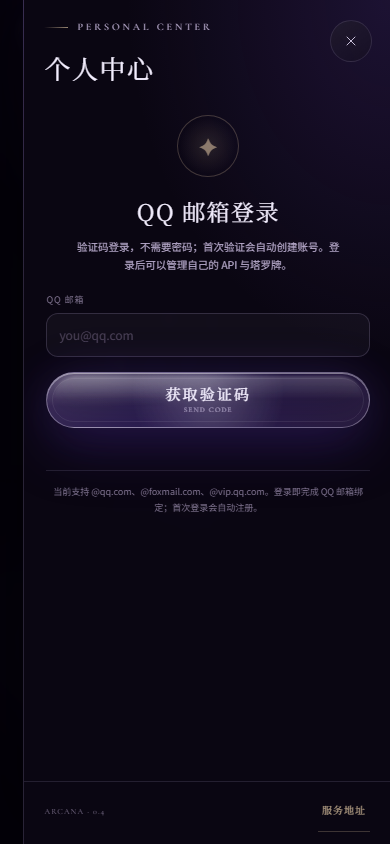 PERSONAL CENTER
个人中心
QQ 邮箱登录
验证码登录，不需要密码；首次验证会自动创建账号。登
录后可以管理自己的 API 与塔罗牌。
QQ 邮箱
you@qq.com
获取验证码
SEND CODE
当前支持 @qq.com、@foxmail.com、@vip.qq.com。登录即完成 QQ 邮箱绑
定；首次登录会自动注册。
ARCANA · 04
服务地址